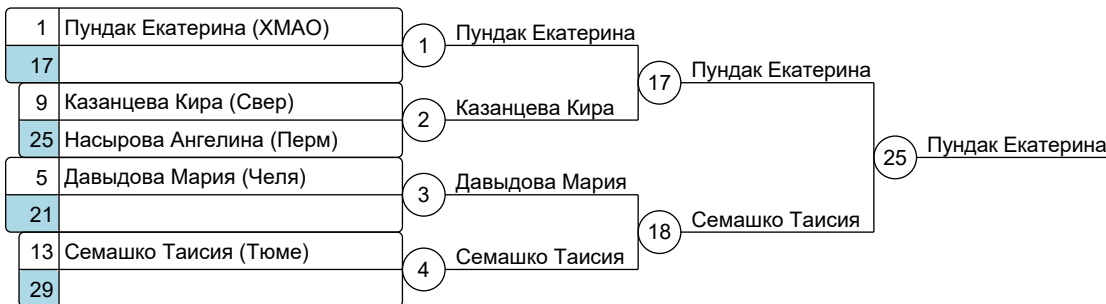 1 Пундак Екатерина (ХМАО)
17
9 Казанцева Кира (Свер)
25 Насырова Ангелина (Перм)
5 Давыдова Мария (Челя)
21
13 Семашко Таисия (Тюме)
29
1 Пундак Екатерина
2 Казанцева Кира
3 Давыдова Мария
4 Семашко Таисия
17 Пундак Екатерина
18 Семашко Таисия
25 Пундак Екатерина